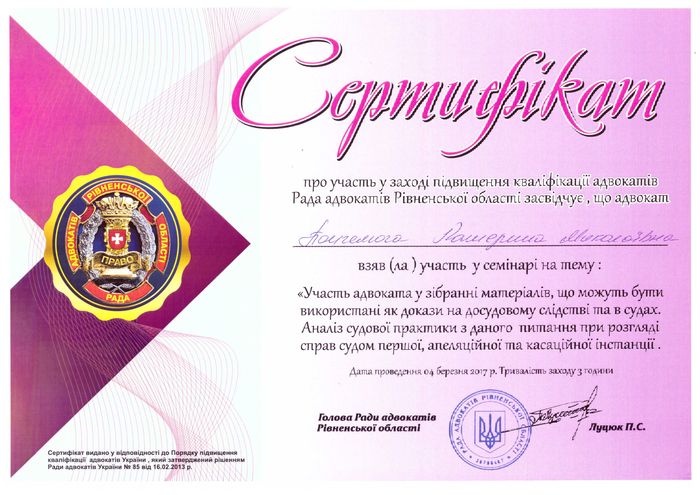 Сертифікат
про участь у заході підвищення кваліфікації адвокатів
Рада адвокатів Рівненської області засвідчує , що адвокат
Катерина Миколаївна
взяв (ла ) участь у семінарі на тему :
«Участь адвоката у зібранні матеріалів, що можуть бути
використані як докази на досудовому слідстві та в судах.
Аналіз судової практики з даного питання при розгляді
справ судом першої, апеляційної та касаційної інстанції .
Дата проведення 04 березня 2017 р. Тривалість заходу 3 години
Голова Ради адвокатів
Рівненської області
Луцюк П.С.
РАДА АДВОКАТІВ РІВНЕНСЬКОЇ ОБЛАСТІ
РАДА АДВОКАТІВ РІВНЕНСЬКОЇ ОБЛАСТІ
ПРАВО
Сертифікат видано у відповідності до Порядку підвищення
кваліфікації адвокатів України , який затверджений рішенням
Ради адвокатів України № 85 від 16.02.2013 р.